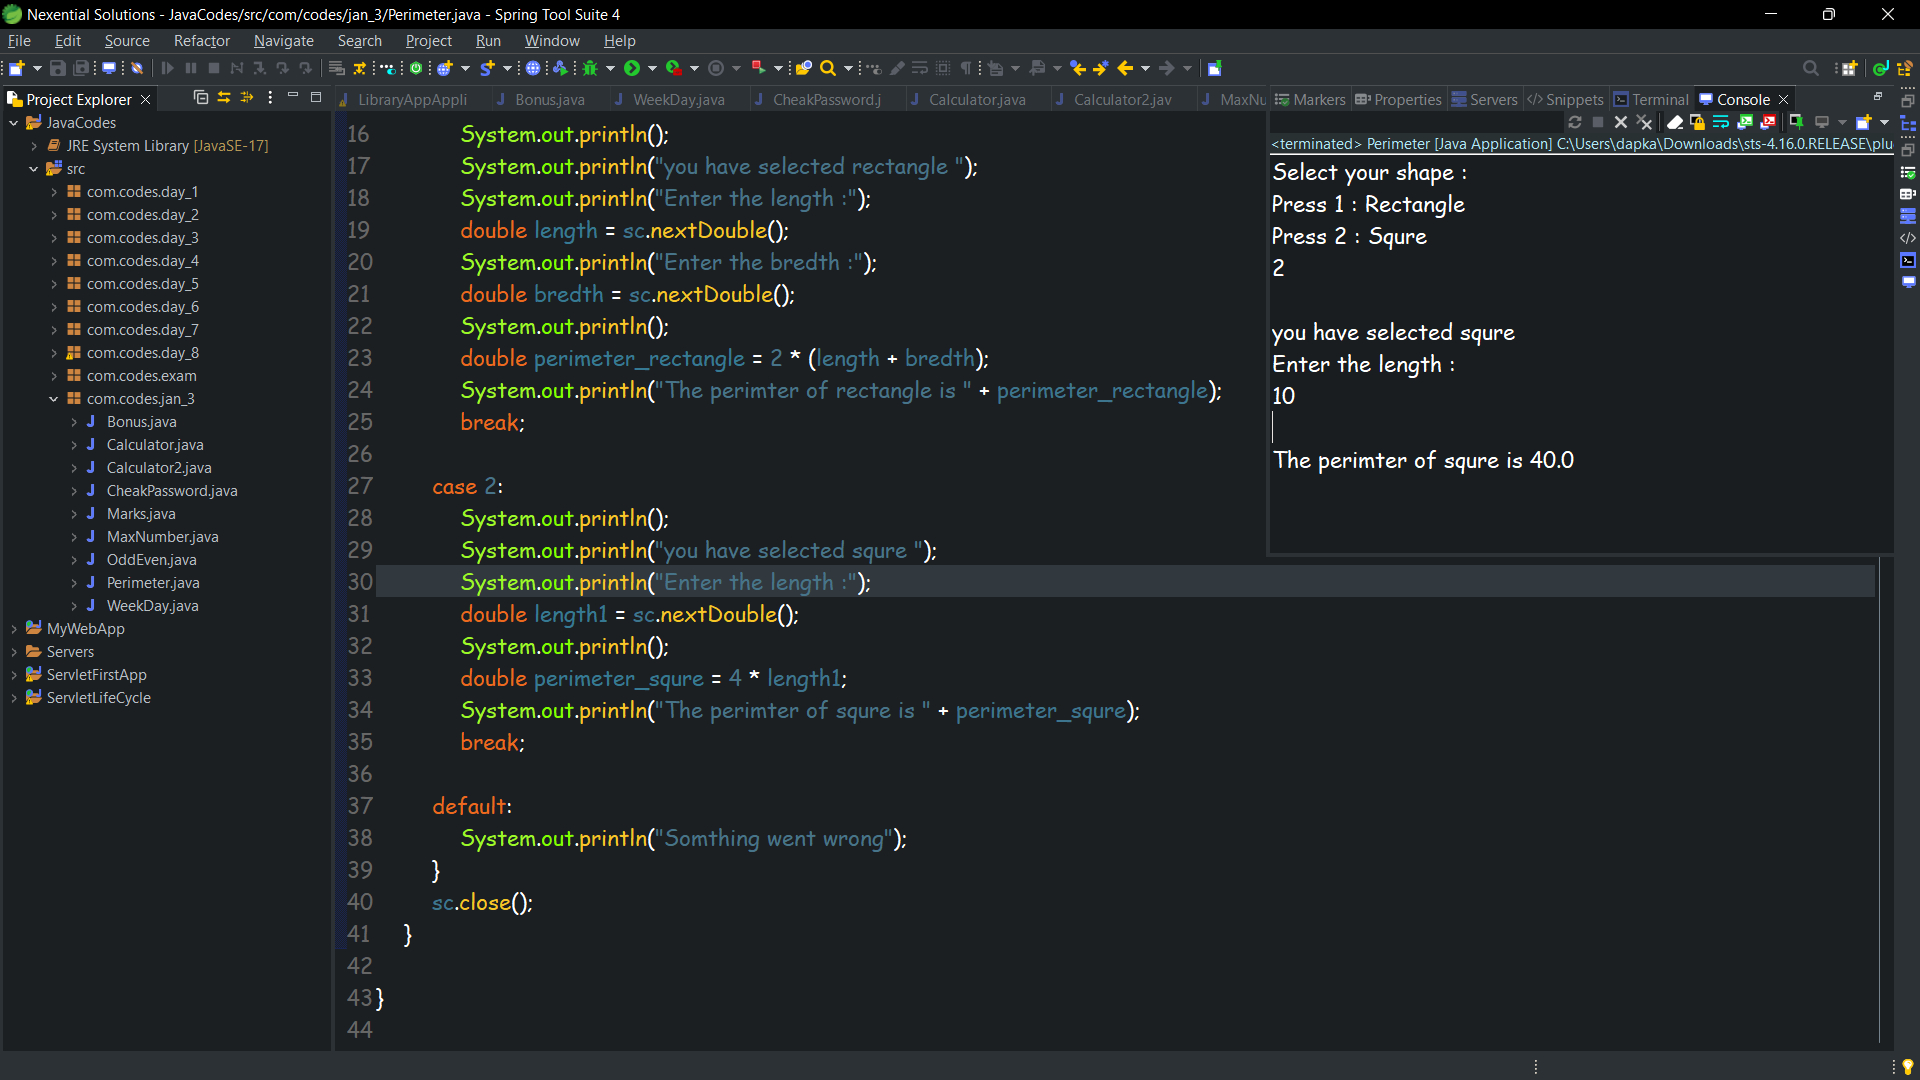 Nexential Solutions - JavaCodes/src/com/codes/jan_3/Perimeter.java - Spring Tool Suite 4
File Edit Source Refactor Navigate Search Project Run Window Help
Project Explorer
JavaCodes
JRE System Library [JavaSE-17]
src
com.codes.day_1
com.codes.day_2
com.codes.day_3
com.codes.day_4
com.codes.day_5
com.codes.day_6
com.codes.day_7
com.codes.day_8
com.codes.exam
com.codes.jan_3
Bonus.java
Calculator.java
Calculator2.java
CheakPassword.java
Marks.java
MaxNumber.java
OddEven.java
Perimeter.java
WeekDay.java
MyWebApp
Servers
ServletFirstApp
ServletLifeCycle
LibraryAppAppli Bonus.java WeekDay.java CheakPassword.j Calculator.java Calculator2.jav MaxNu
16 System.out.println();
17 System.out.println("you have selected rectangle ");
18 System.out.println("Enter the length :");
19 double length = sc.nextDouble();
20 System.out.println("Enter the bredth :");
21 double bredth = sc.nextDouble();
22 System.out.println();
23 double perimeter_rectangle = 2 * (length + bredth);
24 System.out.println("The perimter of rectangle is " + perimeter_rectangle);
25 break;
26
27 case 2:
28 System.out.println();
29 System.out.println("you have selected squre ");
30 System.out.println("Enter the length :");
31 double length1 = sc.nextDouble();
32 System.out.println();
33 double perimeter_squre = 4 * length1;
34 System.out.println("The perimter of squre is " + perimeter_squre);
35 break;
36
37 default:
38 System.out.println("Somthing went wrong");
39 }
40 sc.close();
41 }
42
43 }
44
Markers Properties Servers Snippets Terminal Console
<terminated> Perimeter [Java Application] C:\Users\dapka\Downloads\sts-4.16.0.RELEASE\plu
Select your shape :
Press 1 : Rectangle
Press 2 : Squre
2
you have selected squre
Enter the length :
10
The perimter of squre is 40.0